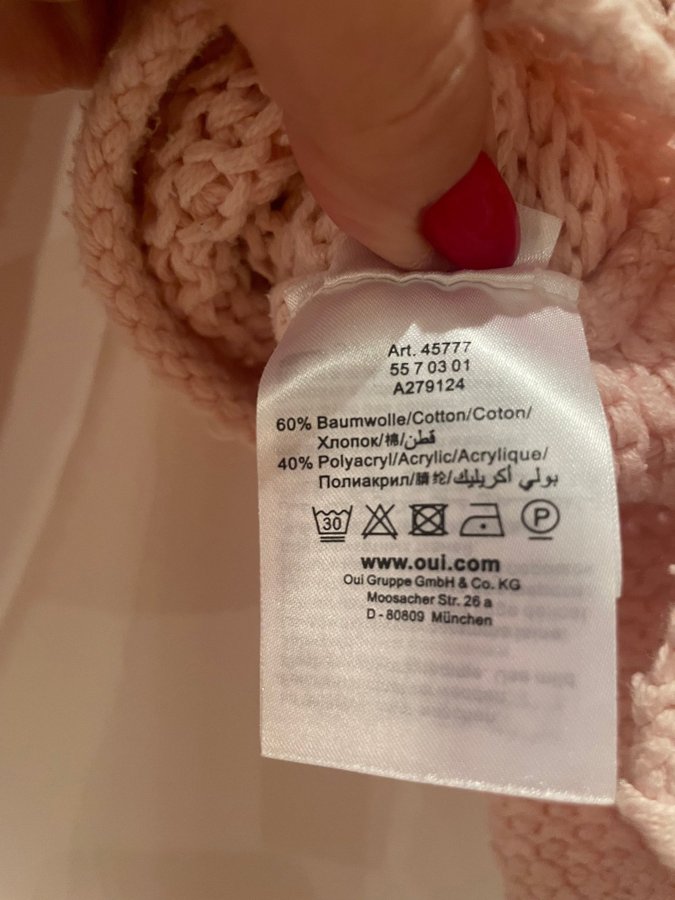 Art. 45777
55 7 03 01
A279124
60% Baumwolle/Cotton/Coton/
Хлопок/棉/قطن
40% Polyacryl/Acrylic/Acrylique/
Полиакрил/腈纶/بولي أكريليك
30
P
www.oui.com
Oui Gruppe GmbH & Co. KG
Moosacher Str. 26 a
D - 80809 München